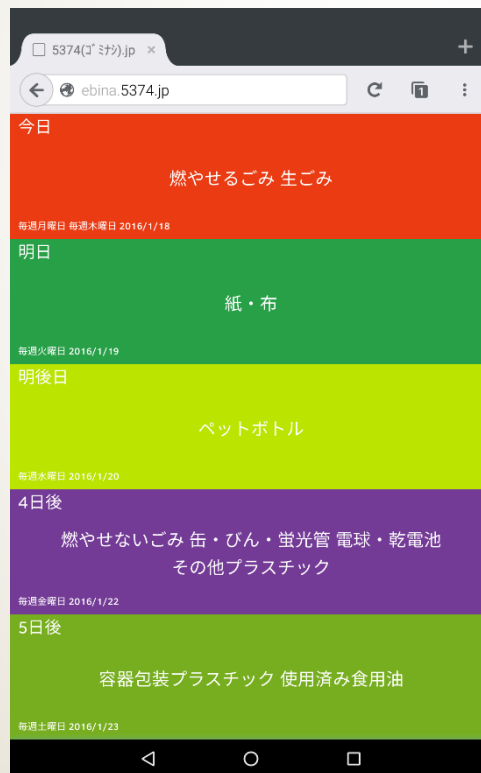 5374(ｺﾞﾐﾅｼ).jp
ebina.5374.jp
1
今日
燃やせるごみ 生ごみ
毎週月曜日 毎週木曜日 2016/1/18
明日
紙・布
毎週火曜日 2016/1/19
明後日
ペットボトル
毎週水曜日 2016/1/20
4日後
燃やせないごみ 缶・びん・蛍光管 電球・乾電池
その他プラスチック
毎週金曜日 2016/1/22
5日後
容器包装プラスチック 使用済み食用油
毎週土曜日 2016/1/23